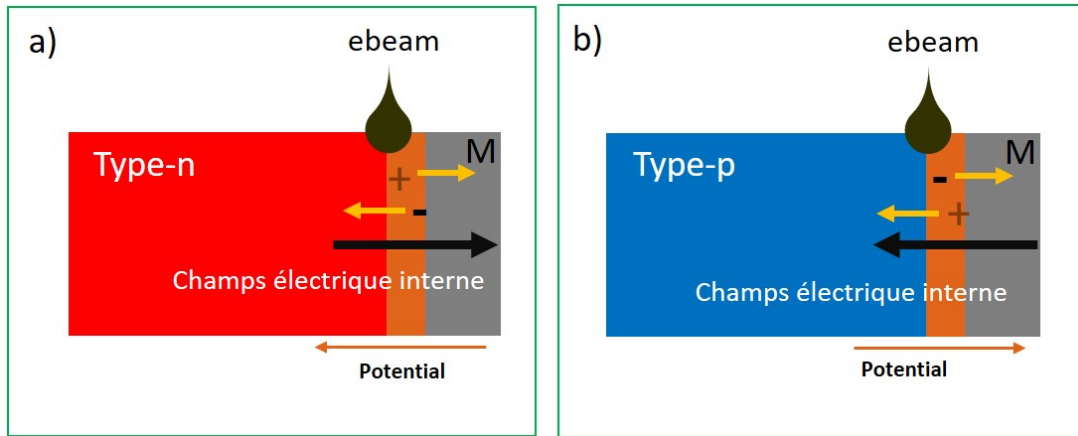 a)
ebeam
Type-n
M
+
-
Champs électrique interne
Potential
b)
ebeam
Type-p
M
-
+
Champs électrique interne
Potential